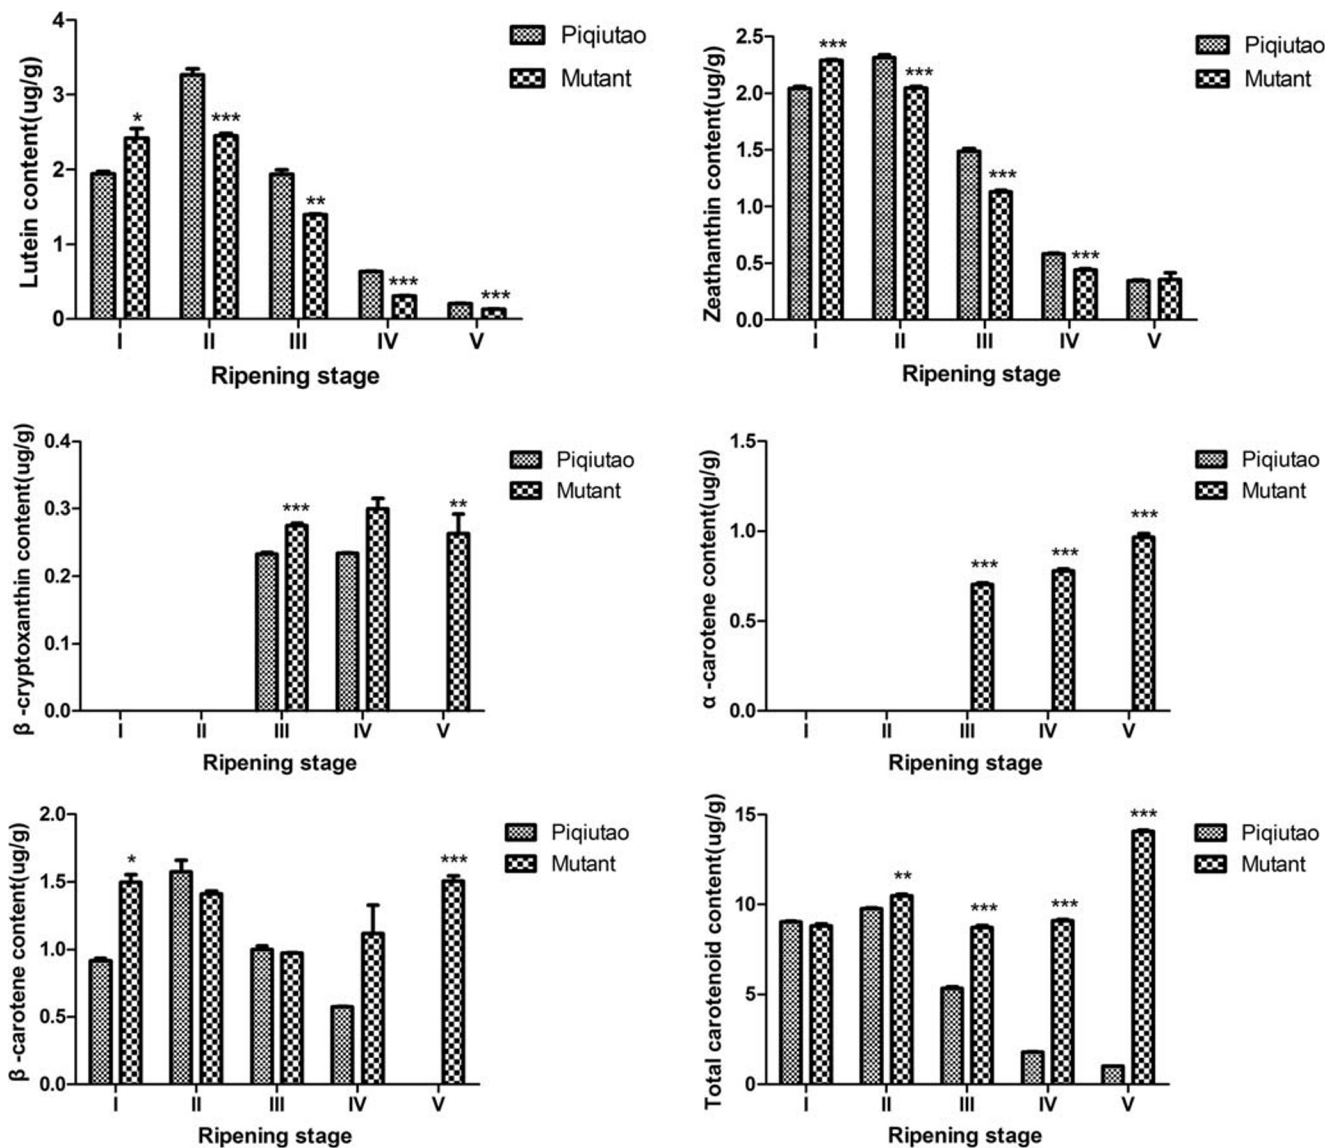 Lutein content(ug/g)
4
3
2
1
0
Piqiutao
Mutant
*
***
**
***
***
I II III IV V
Ripening stage
Zeathanthin content(ug/g)
2.5
2.0
1.5
1.0
0.5
0.0
Piqiutao
Mutant
***
***
***
***
I II III IV V
Ripening stage
β -cryptoxanthin content(ug/g)
0.4
0.3
0.2
0.1
0.0
Piqiutao
Mutant
***
**
I II III IV V
Ripening stage
α -carotene content(ug/g)
1.5
1.0
0.5
0.0
Piqiutao
Mutant
***
***
***
I II III IV V
Ripening stage
β -carotene content(ug/g)
2.0
1.5
1.0
0.5
0.0
Piqiutao
Mutant
*
***
I II III IV V
Ripening stage
Total carotenoid content(ug/g)
15
10
5
0
Piqiutao
Mutant
**
***
***
***
I II III IV V
Ripening stage